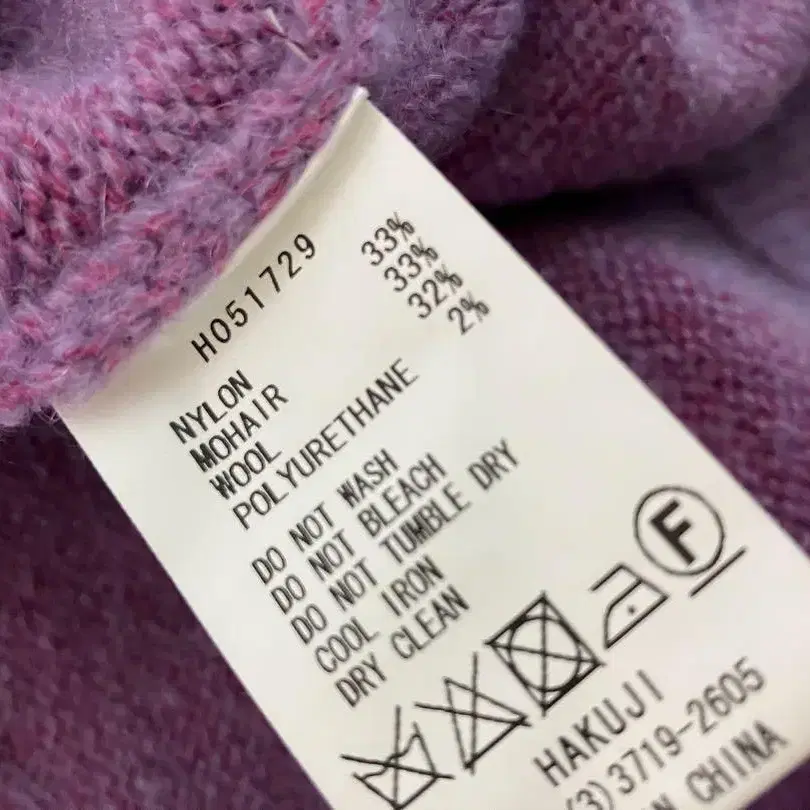 H051729
NYLON 33%
MOHAIR 33%
WOOL 32%
POLYURETHANE 2%
DO NOT WASH
DO NOT BLEACH
DO NOT TUMBLE DRY
COOL IRON
DRY CLEAN
F
HAKUJI
(3)3719-2605
CHINA